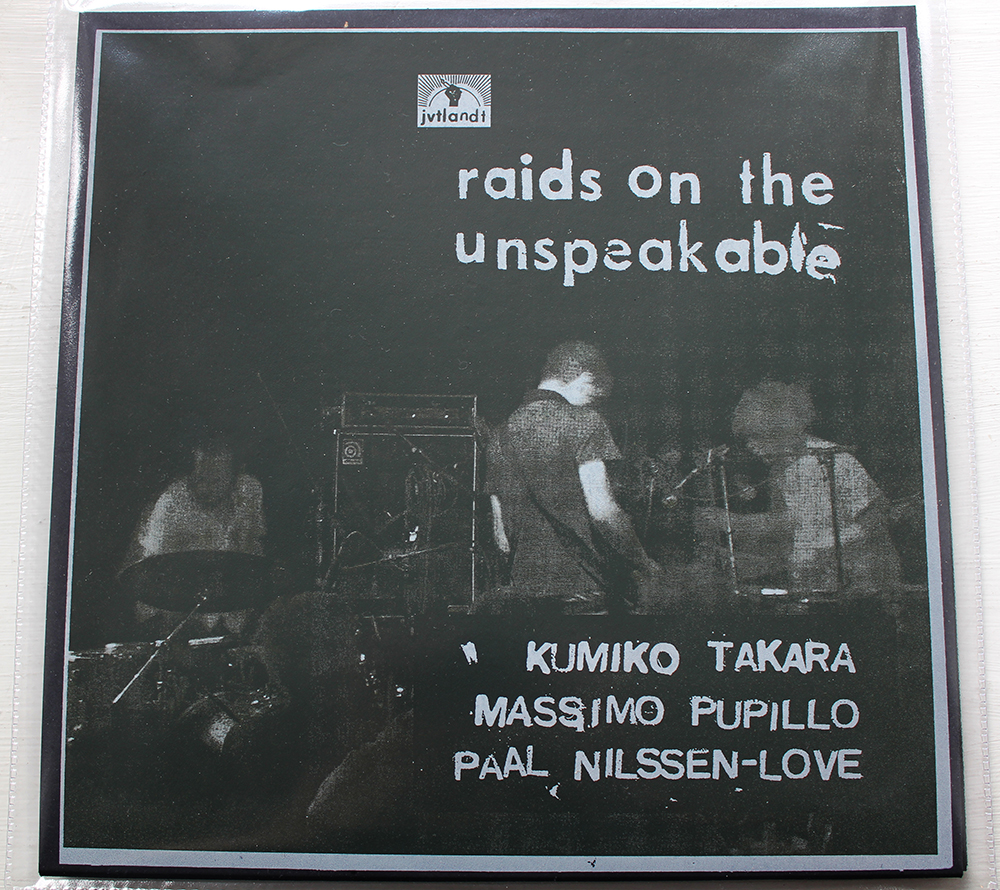 jvtlandt
raids on the
unspeakable
KUMIKO TAKARA
MASSIMO PUPILLO
PAAL NILSSEN-LOVE